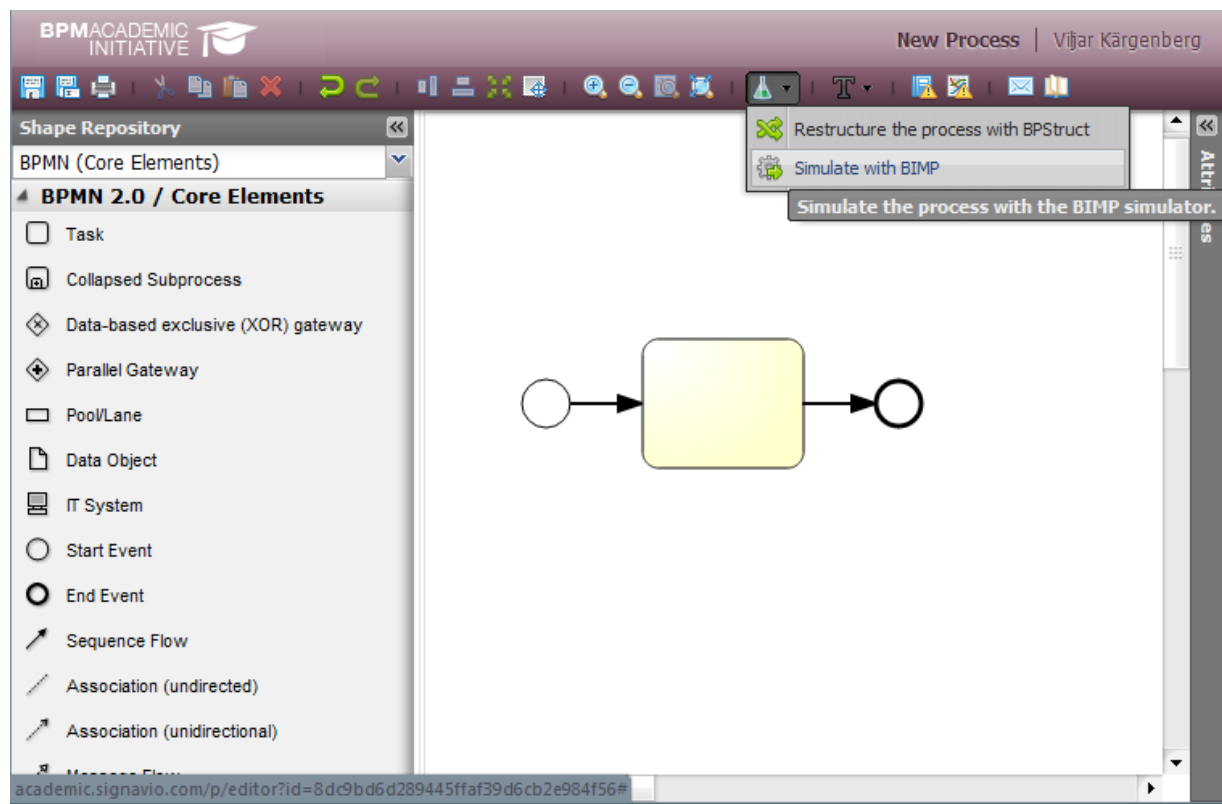 BPMACADEMIC
INITIATIVE
New Process | Viljar Kärgenberg
Shape Repository
BPMN (Core Elements)
BPMN 2.0 / Core Elements
Task
Collapsed Subprocess
Data-based exclusive (XOR) gateway
Parallel Gateway
Pool/Lane
Data Object
IT System
Start Event
End Event
Sequence Flow
Association (undirected)
Association (unidirectional)
Message Flow
academic.signavio.com/p/editor?id=8dc9bd6d289445ffaf39d6cb2e984f56#
Restructure the process with BPStruct
Simulate with BIMP
Simulate the process with the BIMP simulator.